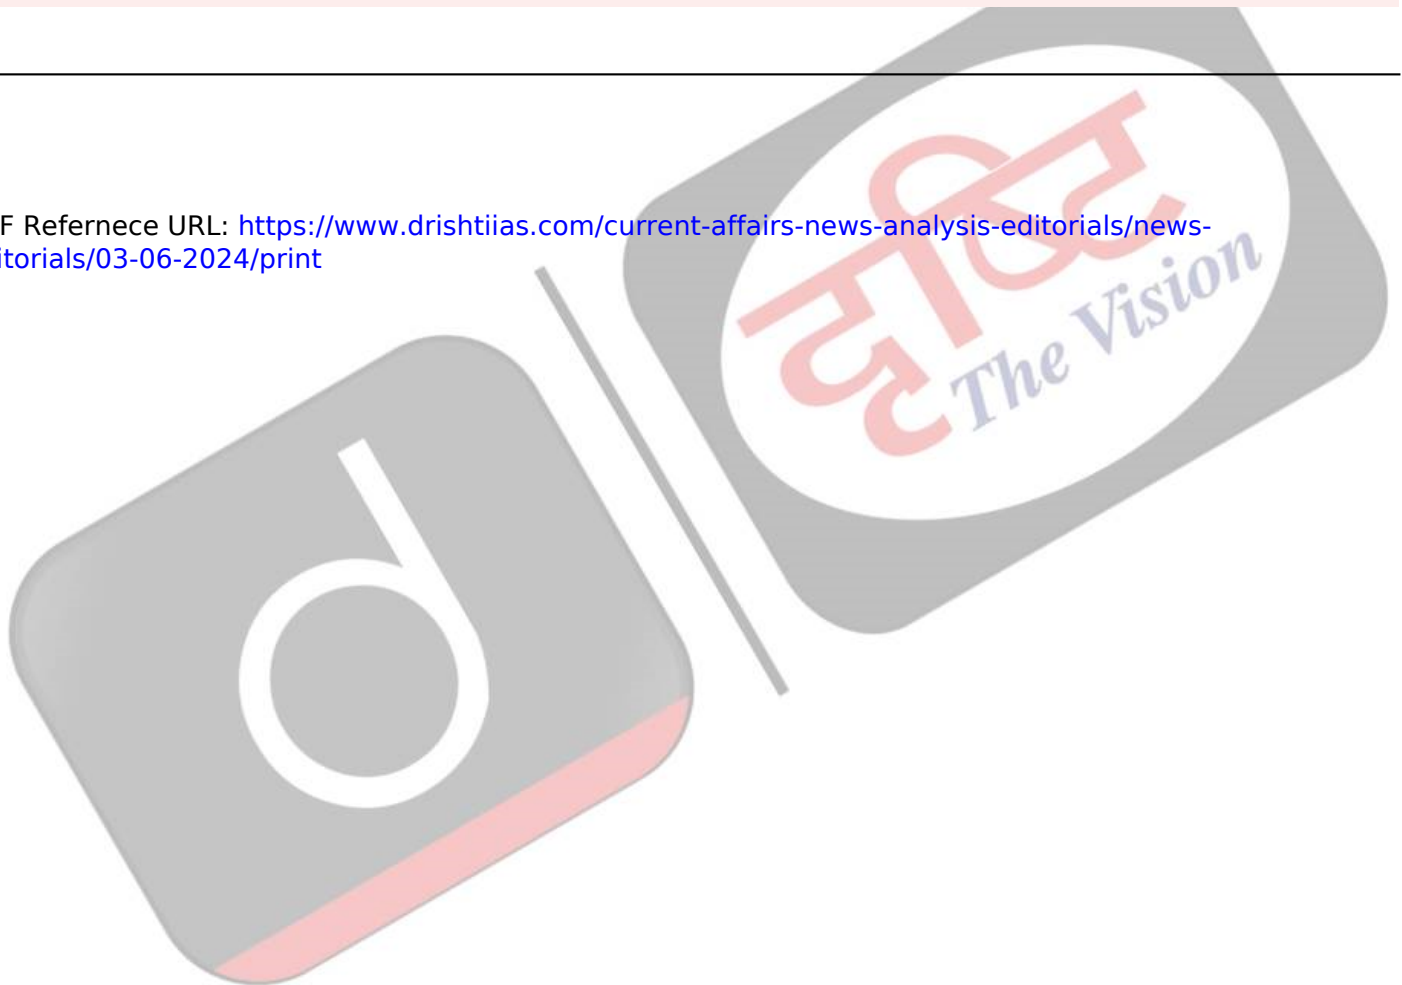 F Refernece URL: https://www.drishtiias.com/current-affairs-news-analysis-editorials/news-
itorials/03-06-2024/print
दृष्टि
The Vision
d